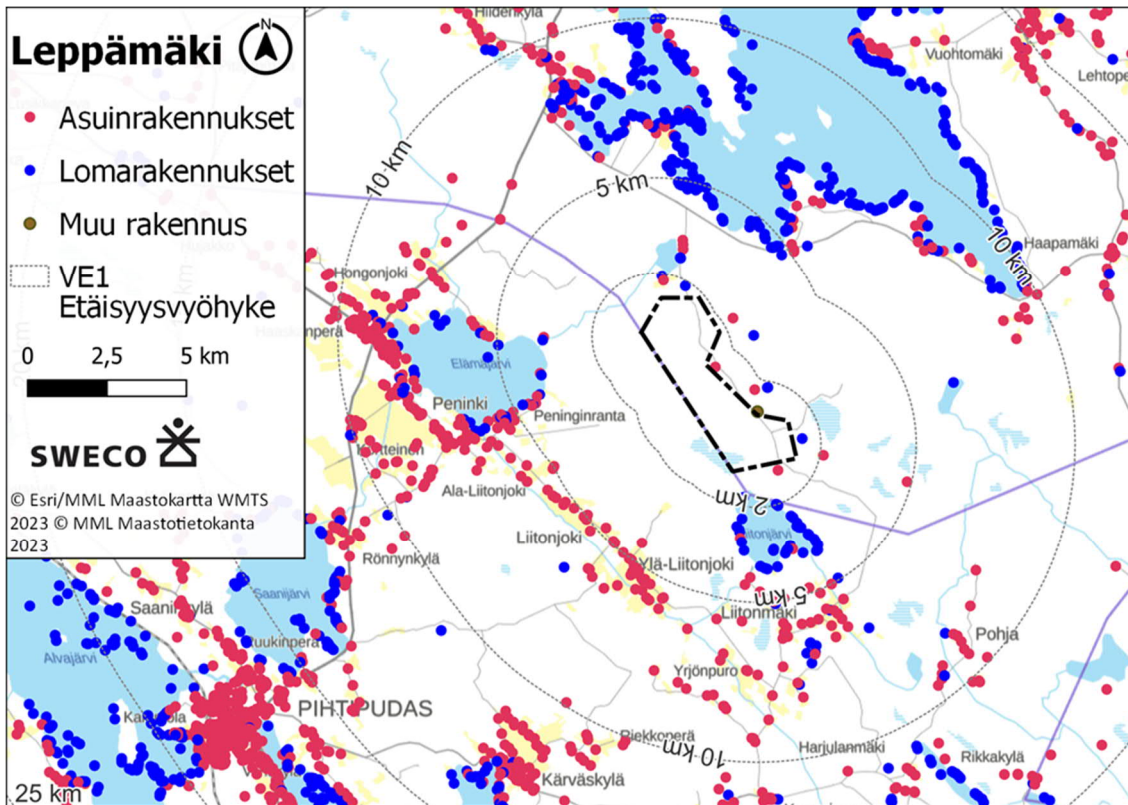 Leppämäki
N
Asuinrakennukset
Lomarakennukset
Muu rakennus
VE1
Etäisyysvyöhyke
0 2,5 5 km
SWECO
© Esri/MML Maastokartta WMTS
2023 © MML Maastotietokanta
2023
Hiidenkylä
Vuohtomäki
Lehtope
10 km
5 km
Haapamäki
10 km
Hongonjoki
Elämäjärvi
Peninki
Peninginranta
Ala-Liitonjoki
2 km
Liitonjoki
Rönnynkylä
Ylä-Liitonjoki
5 km
Liitonmäki
Saanijärvi
Pohja
Alvajärvi
Yrjönpuro
PIHTIPUDAS
10 km
Harjulanmäki
Rikkakylä
Kärväskylä
25 km